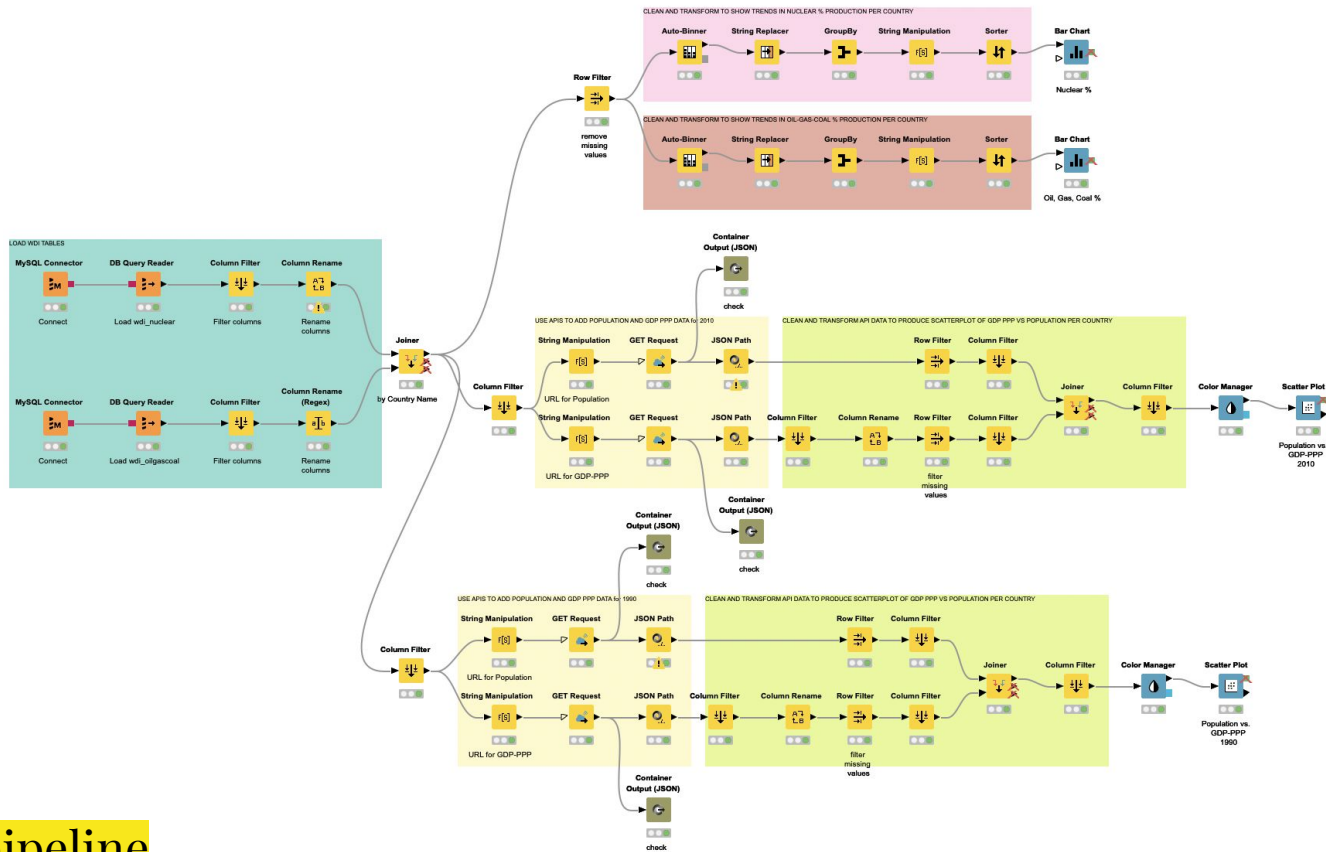 CLEAN AND TRANSFORM TO SHOW TRENDS IN NUCLEAR % PRODUCTION PER COUNTRY
Auto-Binner String Replacer GroupBy String Manipulation Sorter Bar Chart
Nuclear %
Row Filter
remove
missing
values
CLEAN AND TRANSFORM TO SHOW TRENDS IN OIL-GAS-COAL % PRODUCTION PER COUNTRY
Auto-Binner String Replacer GroupBy String Manipulation Sorter Bar Chart
Oil, Gas, Coal %
LOAD WDI TABLES
MySQL Connector DB Query Reader Column Filter Column Rename
Connect Load wdi_nuclear Filter columns Rename
columns
MySQL Connector DB Query Reader Column Filter Column Rename
(Regex)
Connect Load wdi_oilgascoal Filter columns Rename
columns
Joiner
by Country Name
Column Filter
Container
Output (JSON)
check
USE APIS TO ADD POPULATION AND GDP PPP DATA for 2010
String Manipulation GET Request JSON Path
URL for Population
String Manipulation GET Request JSON Path
URL for GDP-PPP
Container
Output (JSON)
check
CLEAN AND TRANSFORM API DATA TO PRODUCE SCATTERPLOT OF GDP PPP VS POPULATION PER COUNTRY
Row Filter Column Filter
Column Filter Column Rename Row Filter Column Filter
filter
missing
values
Joiner Column Filter Color Manager Scatter Plot
Population vs.
GDP-PPP
2010
Column Filter
Container
Output (JSON)
check
USE APIS TO ADD POPULATION AND GDP PPP DATA for 1990
String Manipulation GET Request JSON Path
URL for Population
String Manipulation GET Request JSON Path
URL for GDP-PPP
Container
Output (JSON)
check
CLEAN AND TRANSFORM API DATA TO PRODUCE SCATTERPLOT OF GDP PPP VS POPULATION PER COUNTRY
Row Filter Column Filter
Column Filter Column Rename Row Filter Column Filter
filter
missing
values
Joiner Column Filter Color Manager Scatter Plot
Population vs.
GDP-PPP
1990
pipeline